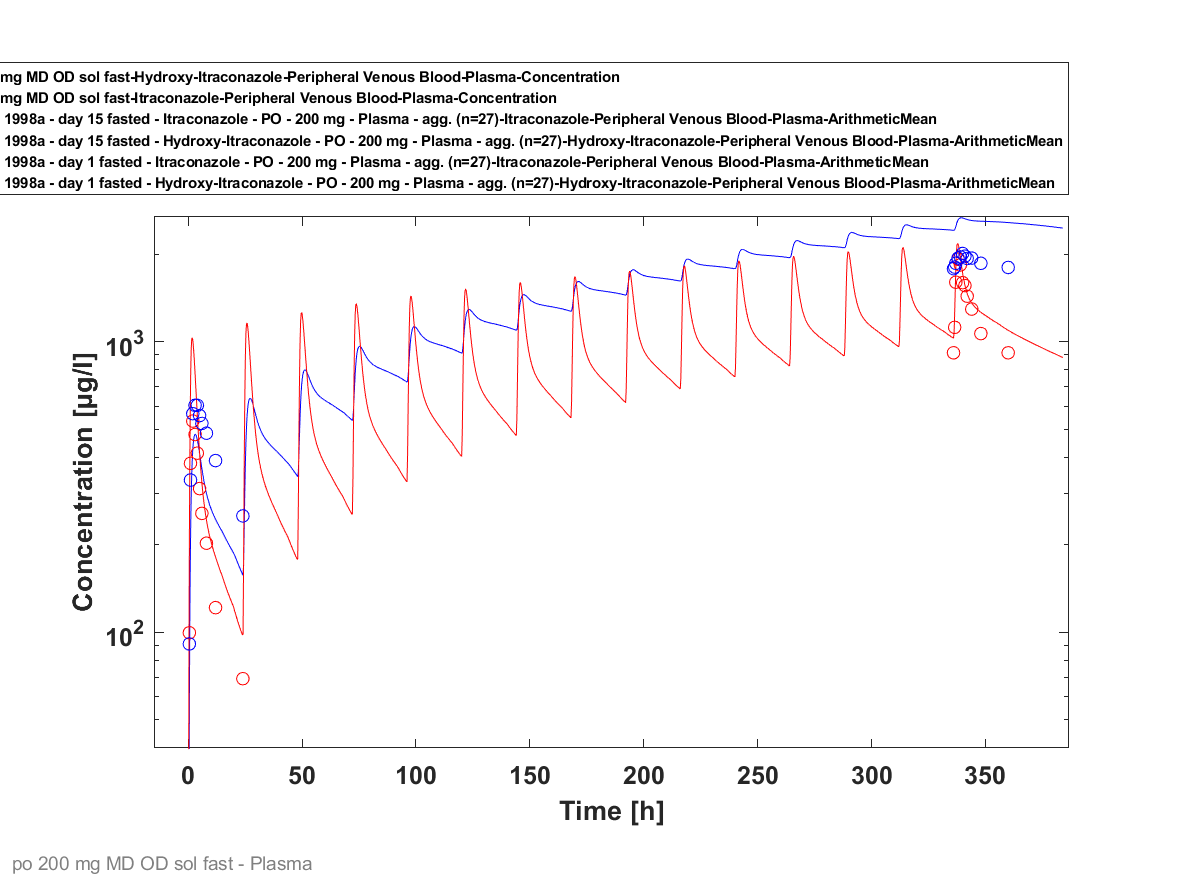 mg MD OD sol fast-Hydroxy-Itraconazole-Peripheral Venous Blood-Plasma-Concentration
mg MD OD sol fast-Itraconazole-Peripheral Venous Blood-Plasma-Concentration
1998a - day 15 fasted - Itraconazole - PO - 200 mg - Plasma - agg. (n=27)-Itraconazole-Peripheral Venous Blood-Plasma-ArithmeticMean
1998a - day 15 fasted - Hydroxy-Itraconazole - PO - 200 mg - Plasma - agg. (n=27)-Hydroxy-Itraconazole-Peripheral Venous Blood-Plasma-ArithmeticMean
1998a - day 1 fasted - Itraconazole - PO - 200 mg - Plasma - agg. (n=27)-Itraconazole-Peripheral Venous Blood-Plasma-ArithmeticMean
1998a - day 1 fasted - Hydroxy-Itraconazole - PO - 200 mg - Plasma - agg. (n=27)-Hydroxy-Itraconazole-Peripheral Venous Blood-Plasma-ArithmeticMean
Concentration [µg/l]
10³
10²
0 50 100 150 200 250 300 350
Time [h]
po 200 mg MD OD sol fast - Plasma